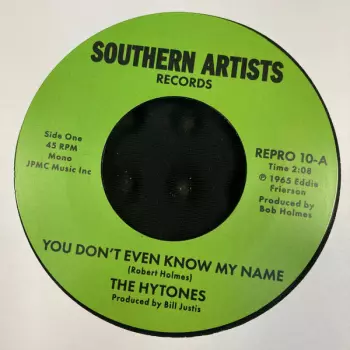 SOUTHERN ARTISTS
RECORDS
Side One
45 RPM
Mono
JPMC Music Inc
REPRO 10-A
Time 2:08
℗ 1965 Eddie
Frierson
Produced by
Bob Holmes
YOU DON'T EVEN KNOW MY NAME
(Robert Holmes)
THE HYTONES
Produced by Bill Justis